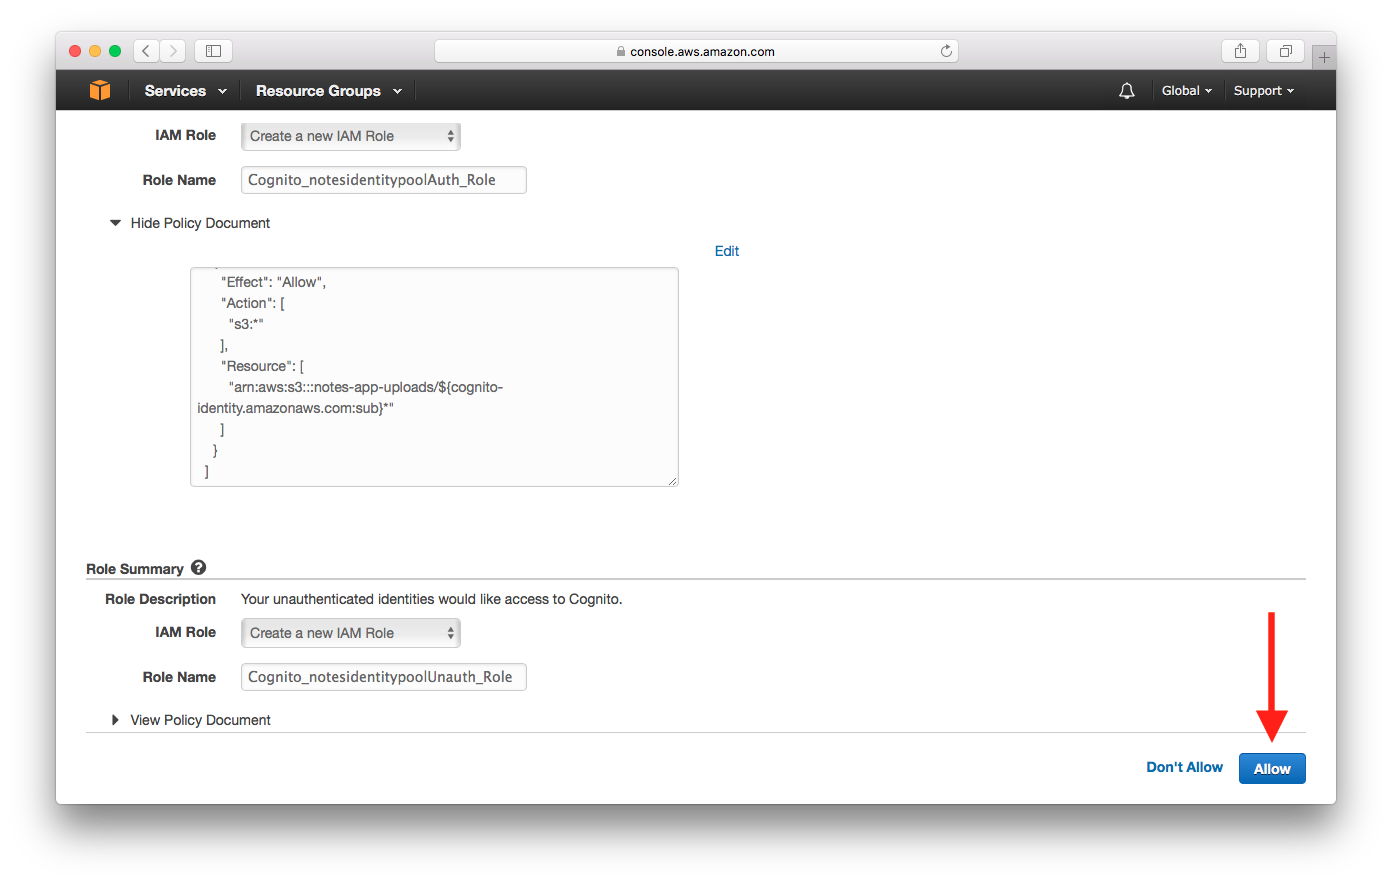 console.aws.amazon.com
Services Resource Groups Global Support
IAM Role Create a new IAM Role
Role Name Cognito_notesidentitypoolAuth_Role
Hide Policy Document
Edit
"Effect": "Allow",
"Action": [
"s3:*"
],
"Resource": [
"arn:aws:s3:::notes-app-uploads/${cognito-
identity.amazonaws.com:sub}*"
]
}
]
Role Summary ?
Role Description Your unauthenticated identities would like access to Cognito.
IAM Role Create a new IAM Role
Role Name Cognito_notesidentitypoolUnauth_Role
View Policy Document
Don't Allow Allow